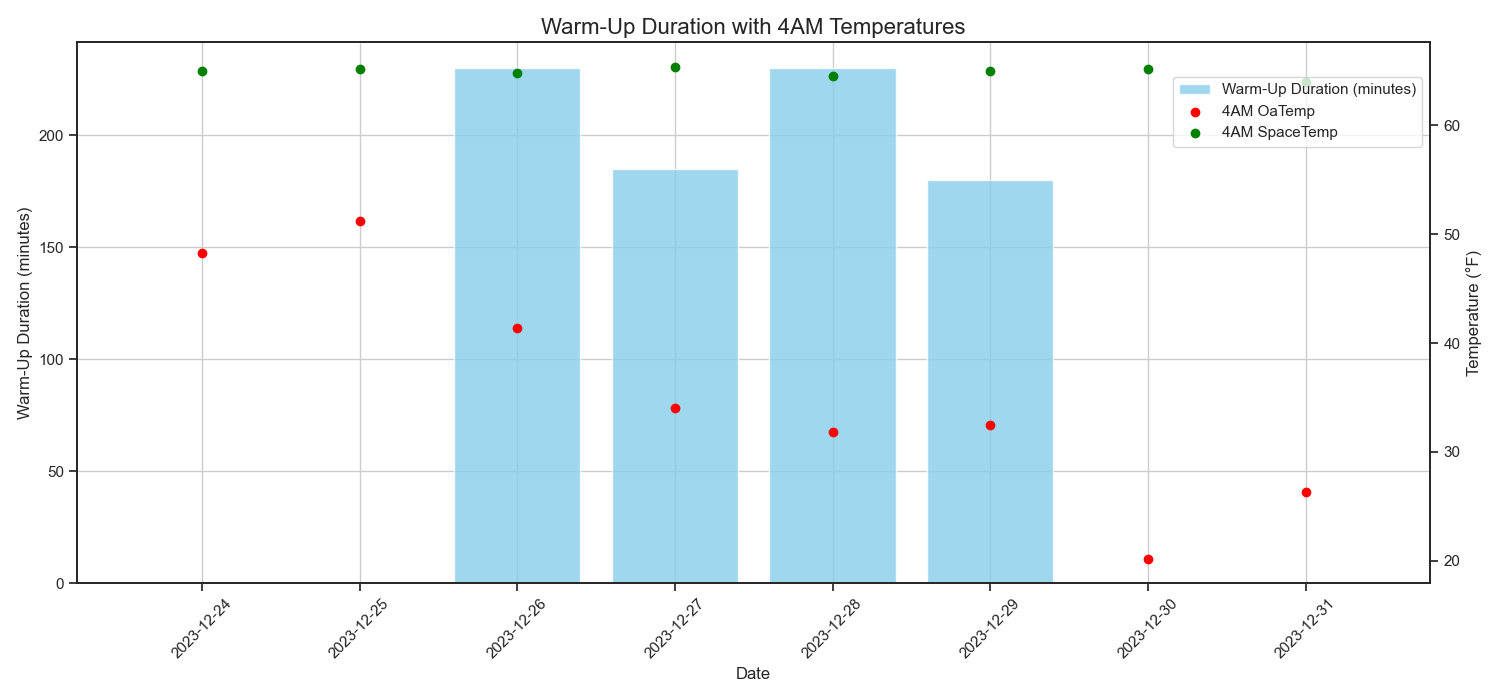 Warm-Up Duration with 4AM Temperatures
Warm-Up Duration (minutes)
4AM OaTemp
4AM SpaceTemp
200
150
100
50
0
Warm-Up Duration (minutes)
60
50
40
30
20
Temperature (°F)
2023-12-24
2023-12-25
2023-12-26
2023-12-27
2023-12-28
2023-12-29
2023-12-30
2023-12-31
Date